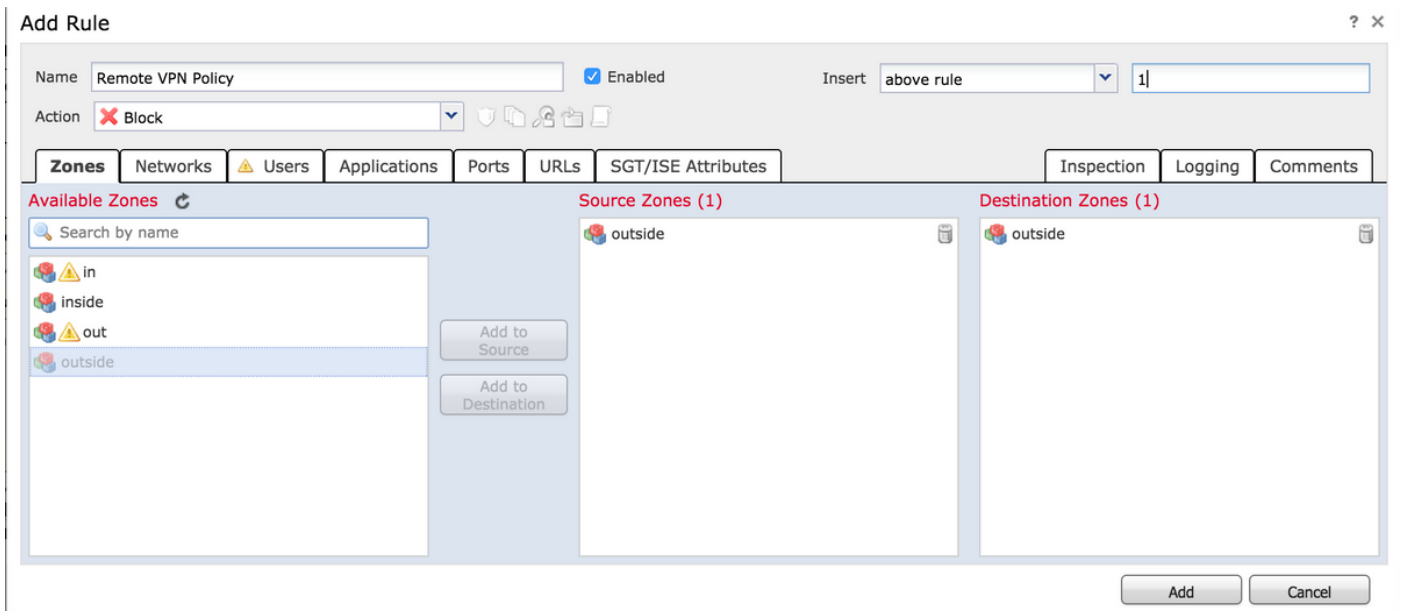 Add Rule ? ×
Name Remote VPN Policy Enabled Insert above rule 1
Action Block
Zones Networks Users Applications Ports URLs SGT/ISE Attributes Inspection Logging Comments
Available Zones Source Zones (1) Destination Zones (1)
Search by name outside outside
in
inside
out
outside
Add to
Source
Add to
Destination
Add Cancel